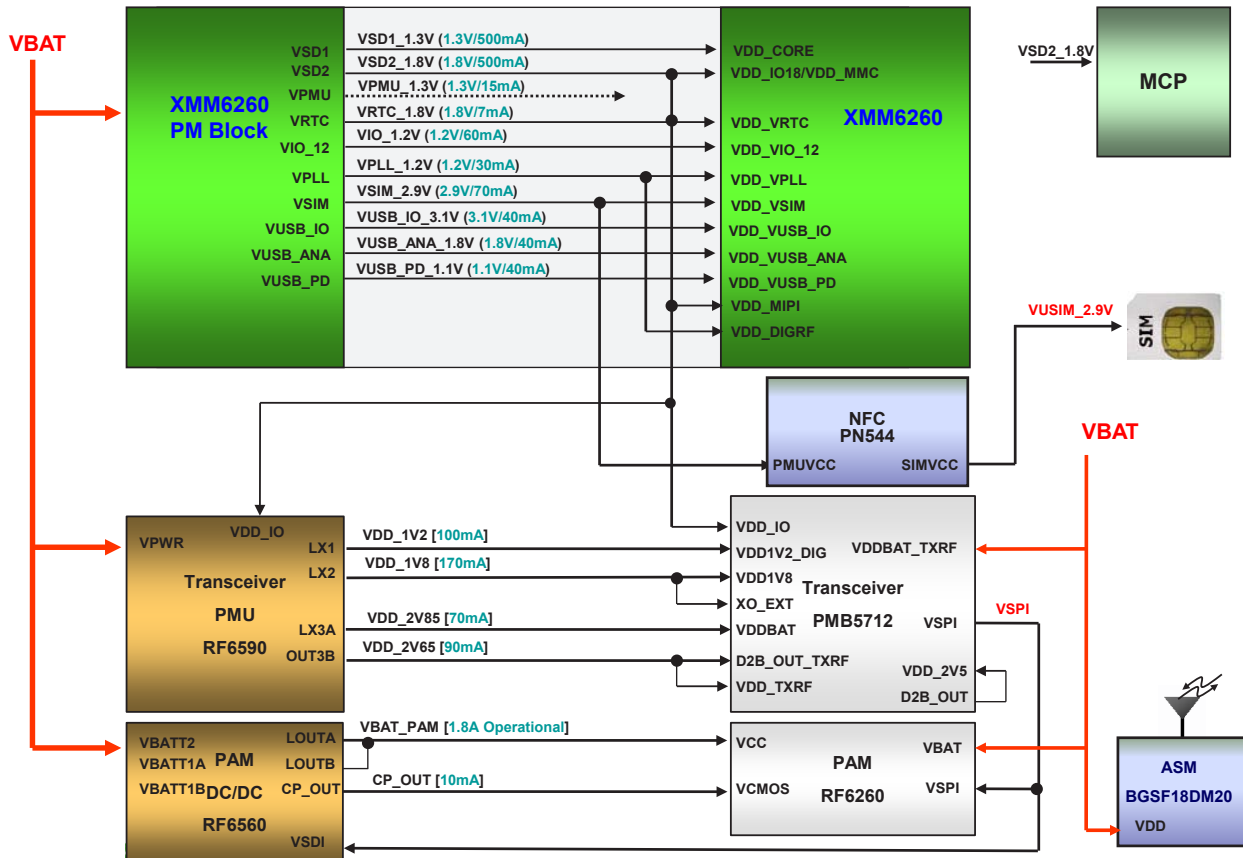 VBAT
XMM6260
PM Block
VSD1
VSD2
VPMU
VRTC
VIO_12
VPLL
VSIM
VUSB_IO
VUSB_ANA
VUSB_PD
VSD1_1.3V (1.3V/500mA)
VSD2_1.8V (1.8V/500mA)
VPMU_1.3V (1.3V/15mA)
VRTC_1.8V (1.8V/7mA)
VIO_1.2V (1.2V/60mA)
VPLL_1.2V (1.2V/30mA)
VSIM_2.9V (2.9V/70mA)
VUSB_IO_3.1V (3.1V/40mA)
VUSB_ANA_1.8V (1.8V/40mA)
VUSB_PD_1.1V (1.1V/40mA)
VDD_CORE
VDD_IO18/VDD_MMC
VDD_VRTC
VDD_VIO_12
VDD_VPLL
VDD_VSIM
VDD_VUSB_IO
VDD_VUSB_ANA
VDD_VUSB_PD
VDD_MIPI
VDD_DIGRF
XMM6260
VSD2_1.8V
MCP
VUSIM_2.9V
SIM
NFC
PN544
PMUVCC
SIMVCC
VBAT
VPWR
VDD_IO
LX1
LX2
LX3A
OUT3B
Transceiver
PMU
RF6590
VDD_1V2 [100mA]
VDD_1V8 [170mA]
VDD_2V85 [70mA]
VDD_2V65 [90mA]
VDD_IO
VDD1V2_DIG
VDD1V8
XO_EXT
VDDBAT
D2B_OUT_TXRF
VDD_TXRF
Transceiver
PMB5712
VDDBAT_TXRF
VSPI
VDD_2V5
D2B_OUT
VSPI
VBATT2
VBATT1A
VBATT1B
PAM
DC/DC
RF6560
LOUTA
LOUTB
CP_OUT
VSDI
VBAT_PAM [1.8A Operational]
CP_OUT [10mA]
VCC
VCMOS
PAM
RF6260
VBAT
VSPI
ASM
BGSF18DM20
VDD